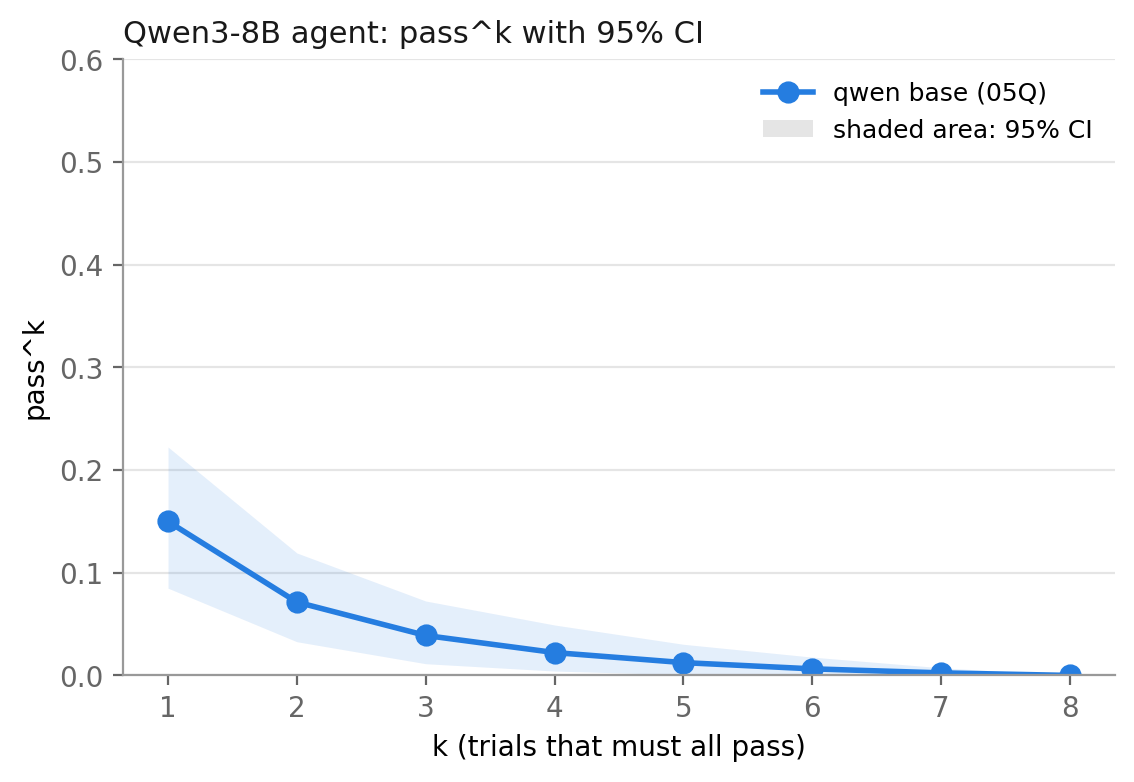 Qwen3-8B agent: pass^k with 95% CI
qwen base (05Q)
shaded area: 95% CI
pass^k
0.6
0.5
0.4
0.3
0.2
0.1
0.0
1 2 3 4 5 6 7 8
k (trials that must all pass)